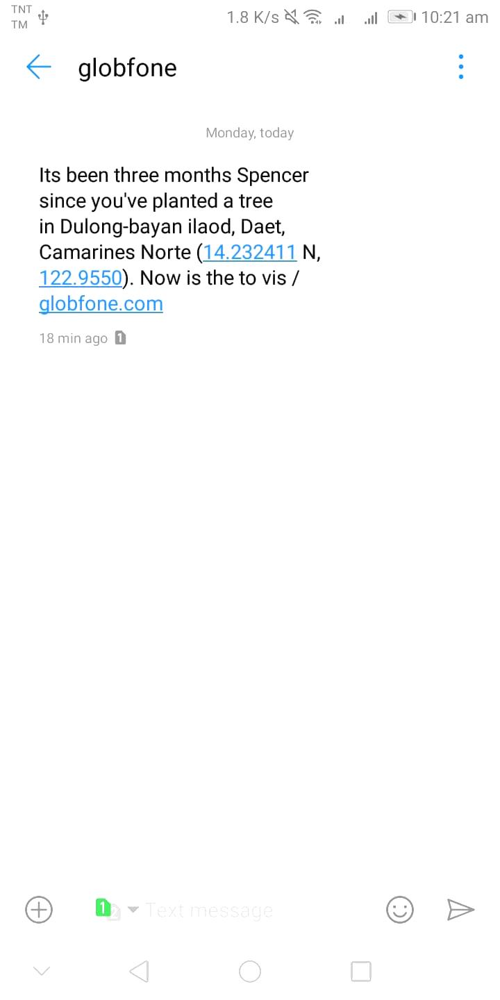 TNT
TM
1.8 K/s
10:21 am
globfone
Monday, today
Its been three months Spencer
since you've planted a tree
in Dulong-bayan ilaod, Daet,
Camarines Norte (14.232411 N,
122.9550). Now is the to vis /
globfone.com
18 min ago 1
1 2 Text message